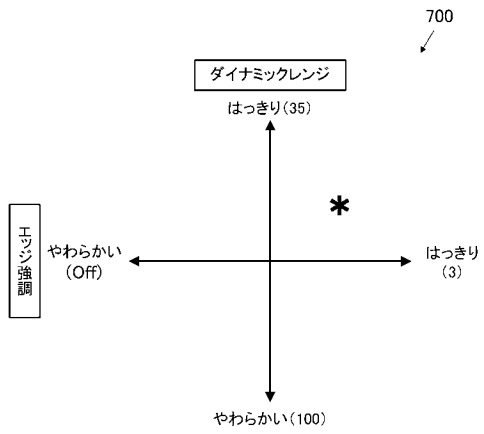 700
ダイナミックレンジ
はっきり(35)
*
エッジ強調
やわらかい
(Off)
はっきり
(3)
やわらかい(100)